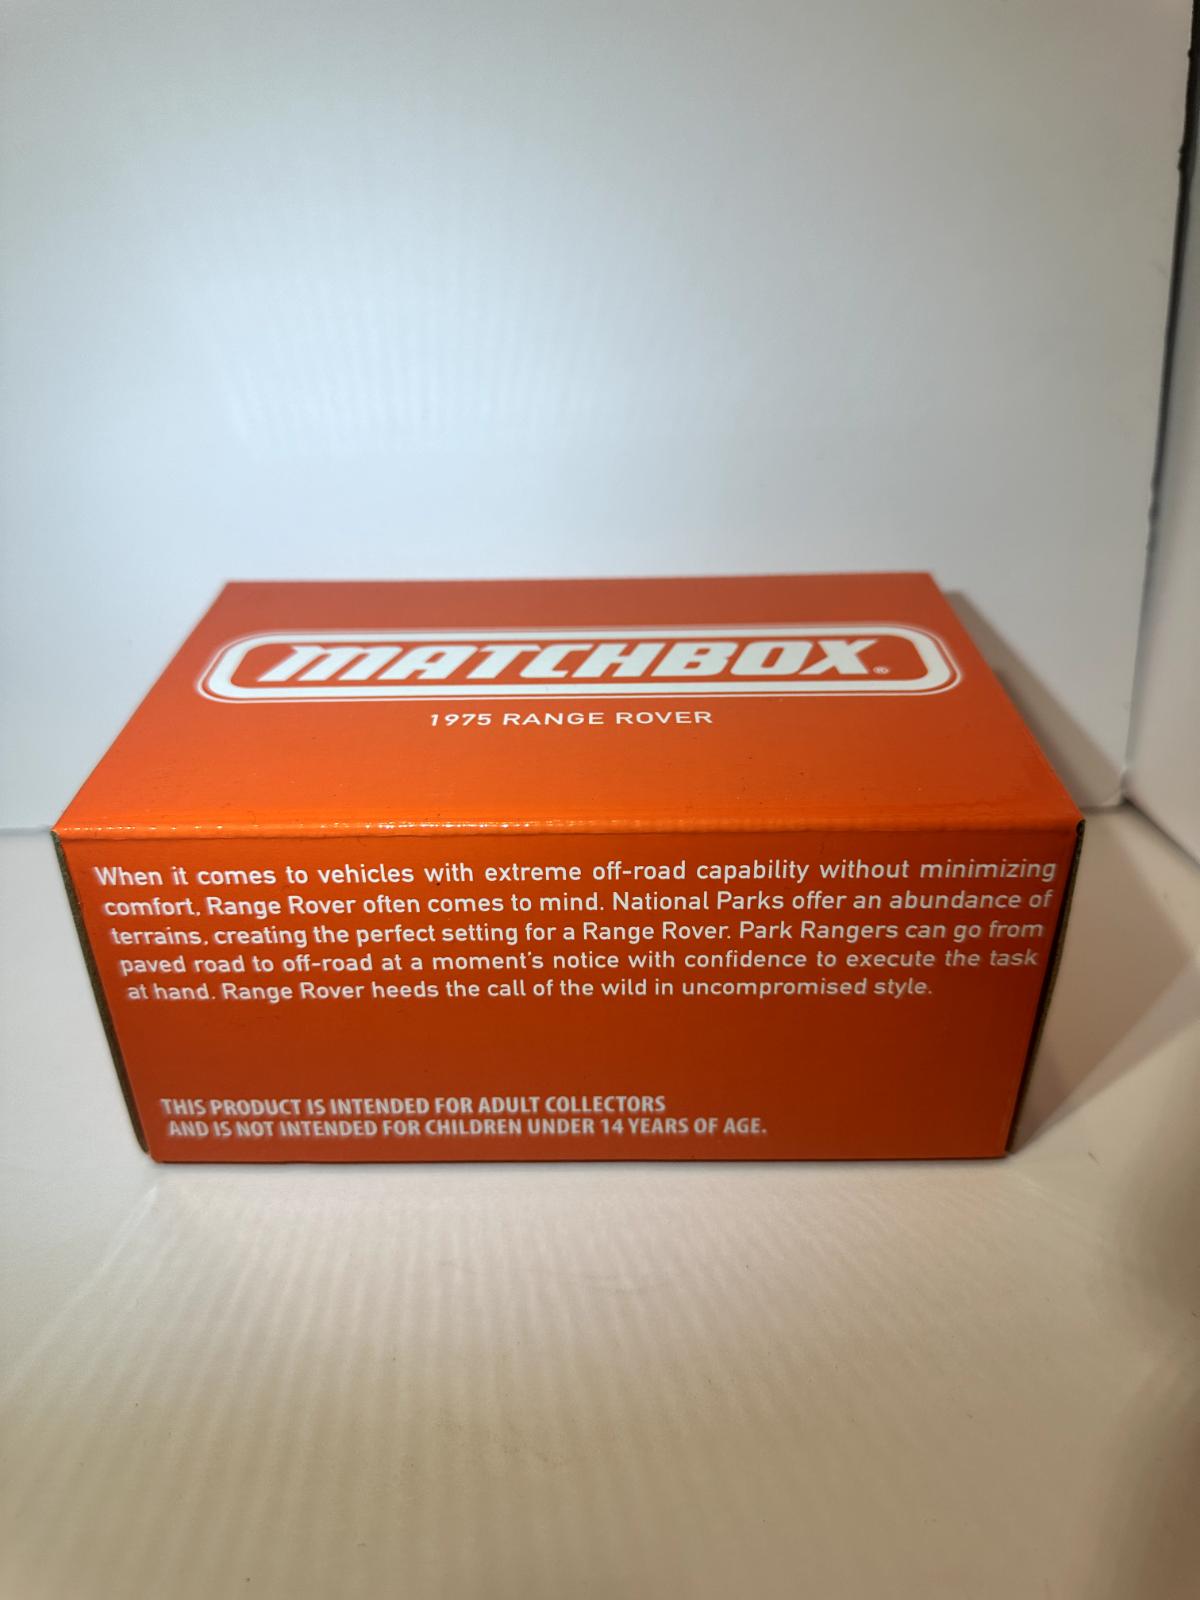 MATCHBOX®
1975 RANGE ROVER
When it comes to vehicles with extreme off-road capability without minimizing
comfort, Range Rover often comes to mind. National Parks offer an abundance of
terrains, creating the perfect setting for a Range Rover. Park Rangers can go from
paved road to off-road at a moment's notice with confidence to execute the task
at hand. Range Rover heeds the call of the wild in uncompromised style.
THIS PRODUCT IS INTENDED FOR ADULT COLLECTORS
AND IS NOT INTENDED FOR CHILDREN UNDER 14 YEARS OF AGE.